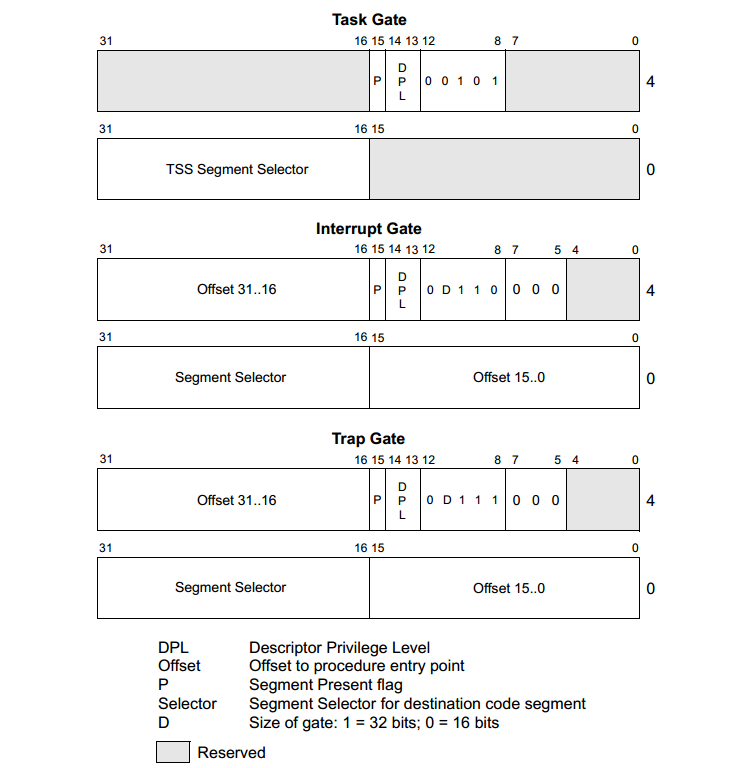 Task Gate
31 16 15 14 13 12 8 7 0
P D P L 0 0 1 0 1 4
31 16 15 0
TSS Segment Selector 0
Interrupt Gate
31 16 15 14 13 12 8 7 5 4 0
Offset 31..16 P D P L 0 D 1 1 0 0 0 0 4
31 16 15 0
Segment Selector Offset 15..0 0
Trap Gate
31 16 15 14 13 12 8 7 5 4 0
Offset 31..16 P D P L 0 D 1 1 1 0 0 0 4
31 16 15 0
Segment Selector Offset 15..0 0
DPL Descriptor Privilege Level
Offset Offset to procedure entry point
P Segment Present flag
Selector Segment Selector for destination code segment
D Size of gate: 1 = 32 bits; 0 = 16 bits
Reserved